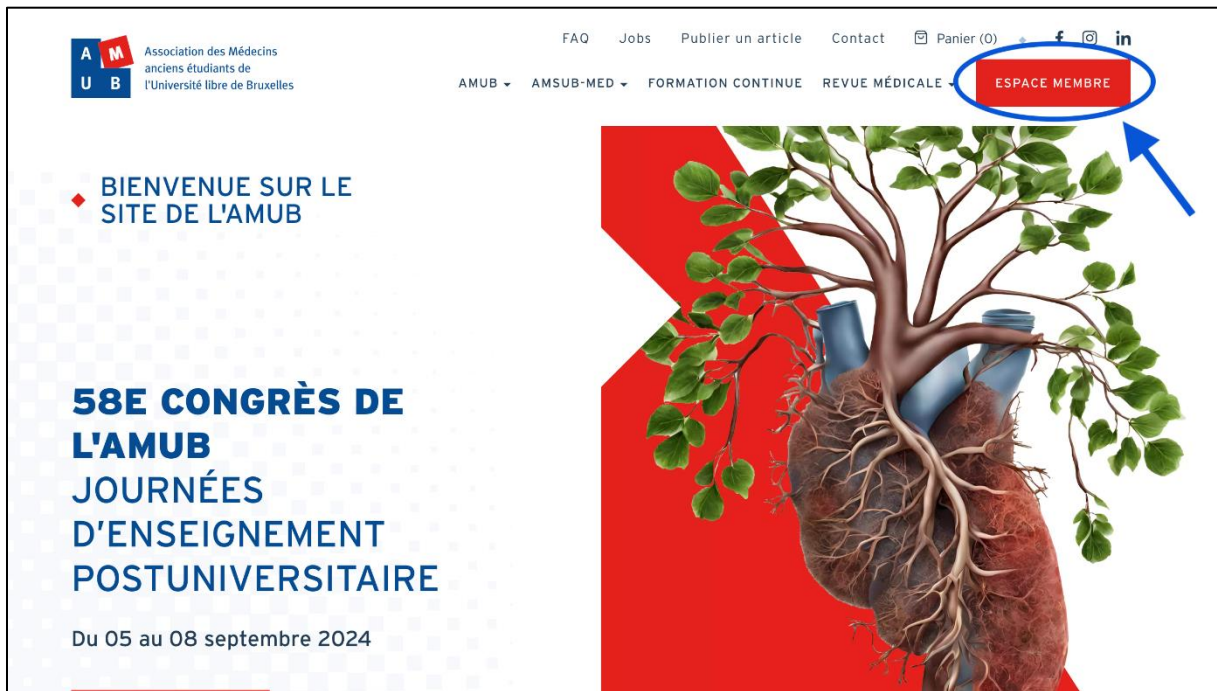 A M
U B
Association des Médecins
anciens étudiants de
l'Université libre de Bruxelles
FAQ Jobs Publier un article Contact Panier (0) f in
AMUB AMSUB-MED FORMATION CONTINUE REVUE MÉDICALE ESPACE MEMBRE
BIENVENUE SUR LE
SITE DE L'AMUB
58E CONGRÈS DE
L'AMUB
JOURNÉES
D'ENSEIGNEMENT
POSTUNIVERSITAIRE
Du 05 au 08 septembre 2024